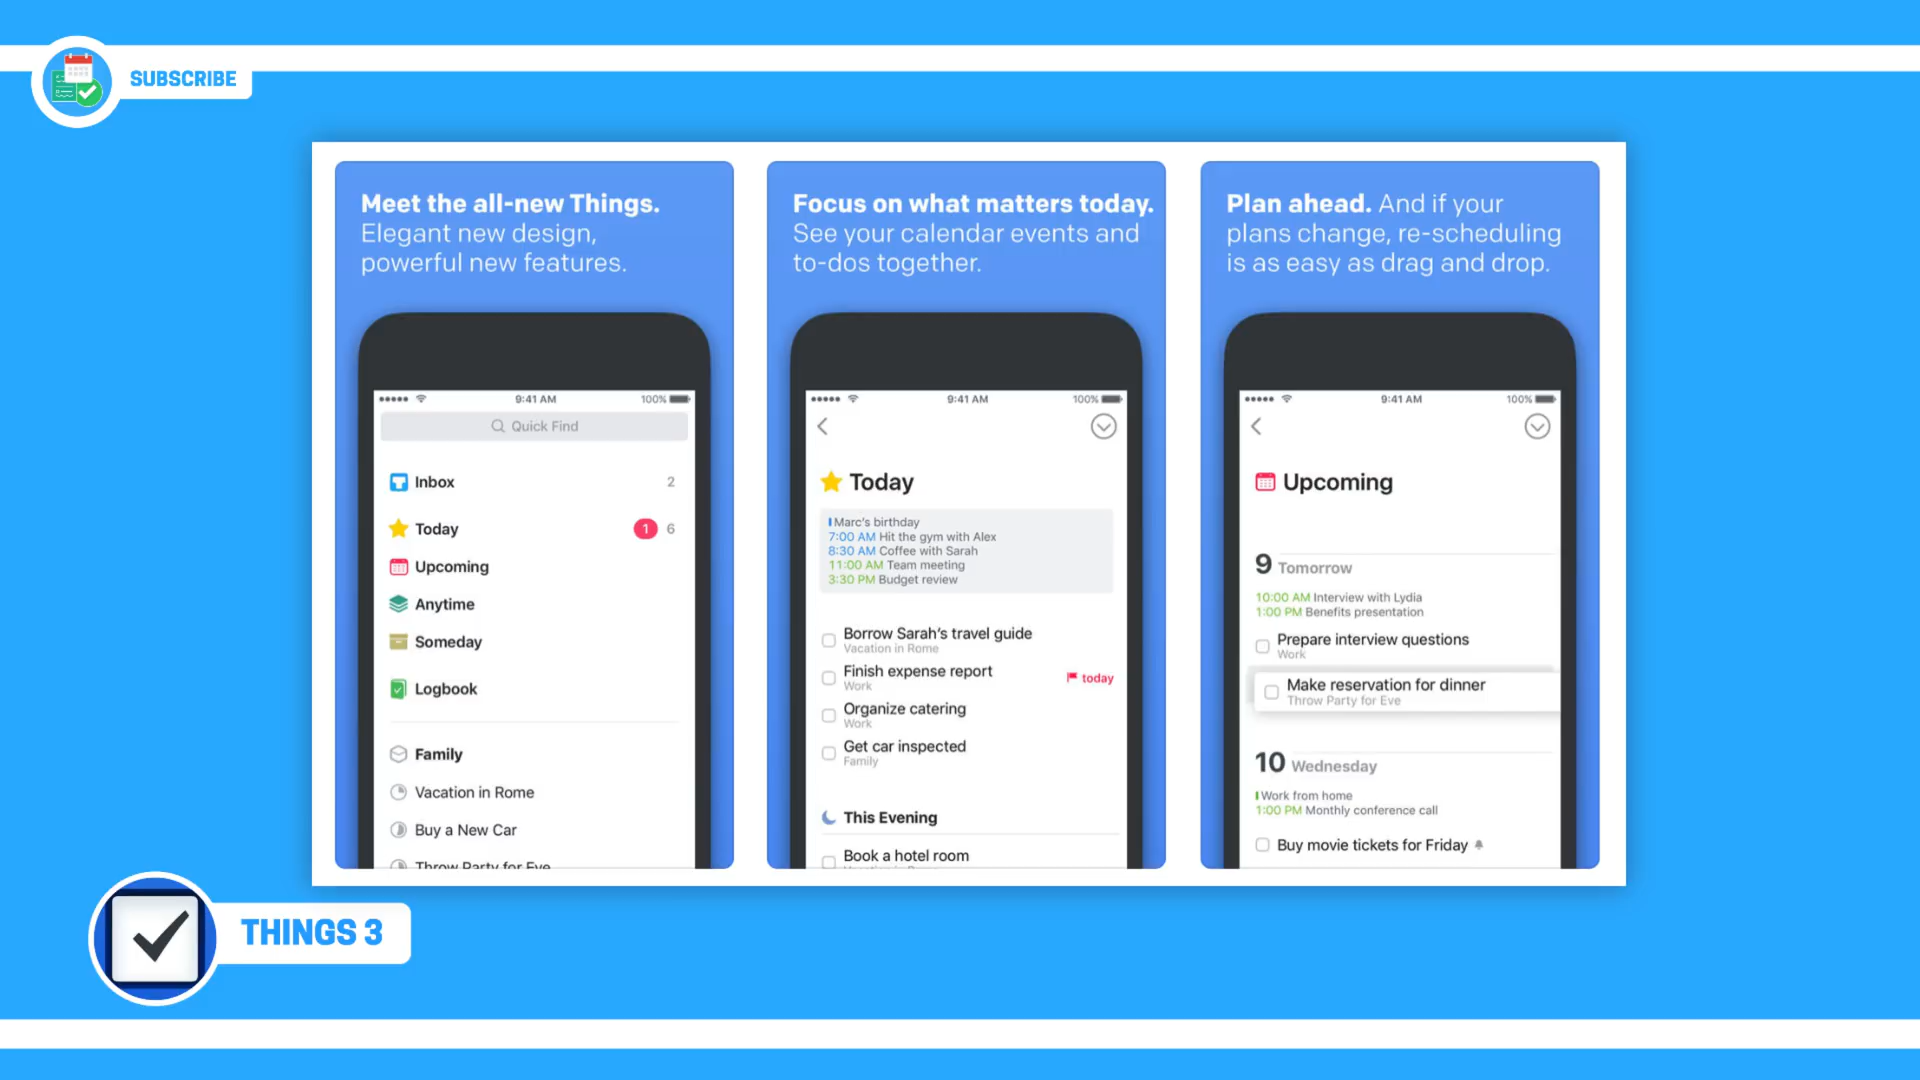 SUBSCRIBE
Meet the all-new Things.
Elegant new design,
powerful new features.
9:41 AM 100%
Quick Find
Inbox 2
Today 1 6
Upcoming
Anytime
Someday
Logbook
Family
Vacation in Rome
Buy a New Car
Throw Party for Eve
Focus on what matters today.
See your calendar events and
to-dos together.
9:41 AM 100%
Today
Marc's birthday
7:00 AM Hit the gym with Alex
8:30 AM Coffee with Sarah
11:00 AM Team meeting
3:30 PM Budget review
Borrow Sarah's travel guide
Vacation in Rome
Finish expense report
Work
today
Organize catering
Work
Get car inspected
Family
This Evening
Book a hotel room
Plan ahead. And if your
plans change, re-scheduling
is as easy as drag and drop.
9:41 AM 100%
Upcoming
9 Tomorrow
10:00 AM Interview with Lydia
1:00 PM Benefits presentation
Prepare interview questions
Work
Make reservation for dinner
Throw Party for Eve
10 Wednesday
Work from home
1:00 PM Monthly conference call
Buy movie tickets for Friday
THINGS 3